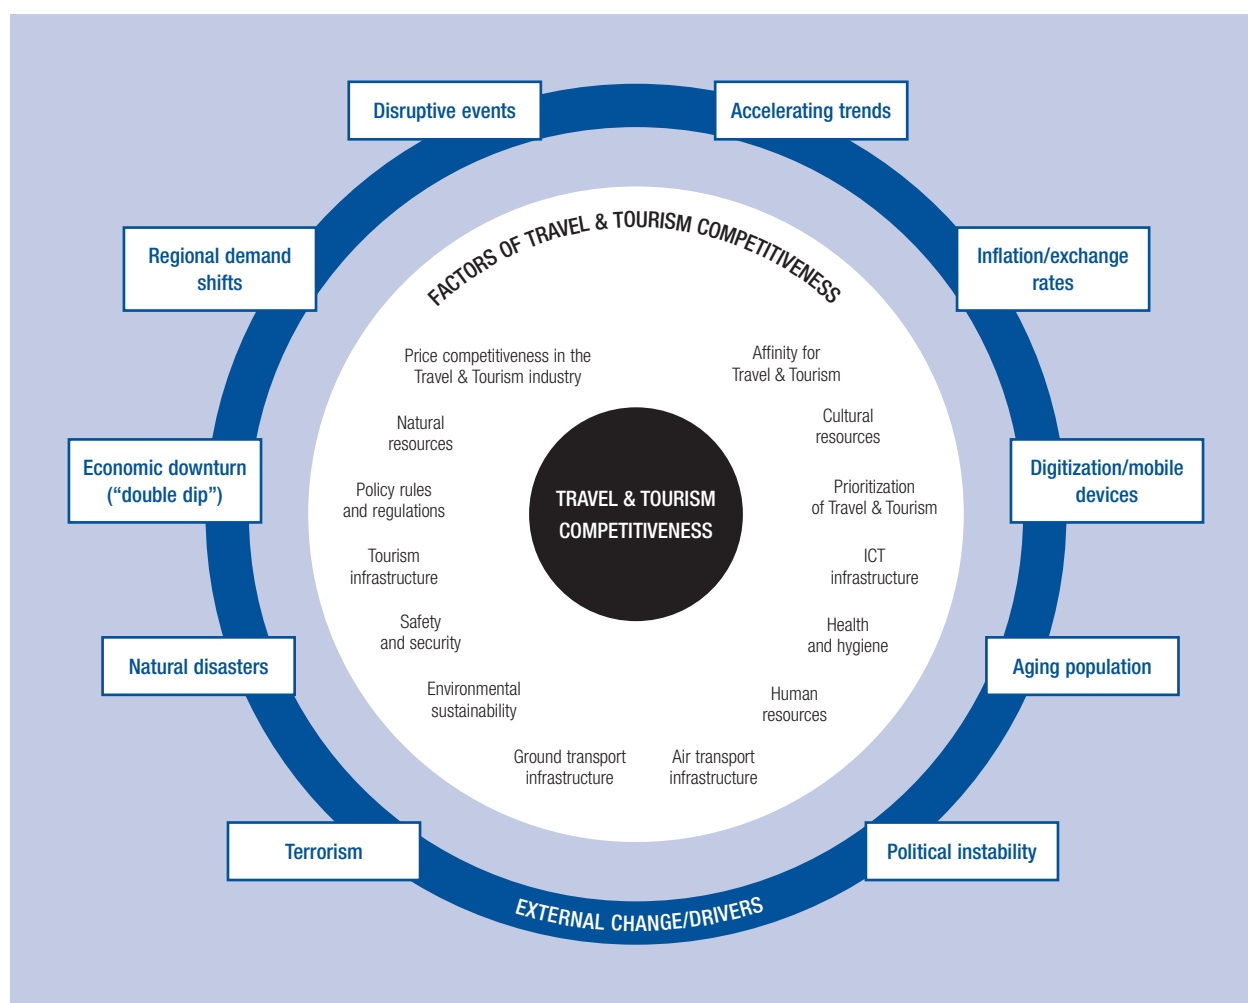 Disruptive events
Accelerating trends
Regional demand
shifts
Inflation/exchange
rates
Economic downturn
(“double dip”)
Digitization/mobile
devices
Natural disasters
Aging population
Terrorism
Political instability
EXTERNAL CHANGE/DRIVERS
FACTORS OF TRAVEL & TOURISM COMPETITIVENESS
Price competitiveness in the
Travel & Tourism industry
Affinity for
Travel & Tourism
Natural
resources
Cultural
resources
Policy rules
and regulations
Prioritization
of Travel & Tourism
Tourism
infrastructure
ICT
infrastructure
Safety
and security
Health
and hygiene
Environmental
sustainability
Human
resources
Ground transport
infrastructure
Air transport
infrastructure
TRAVEL & TOURISM
COMPETITIVENESS